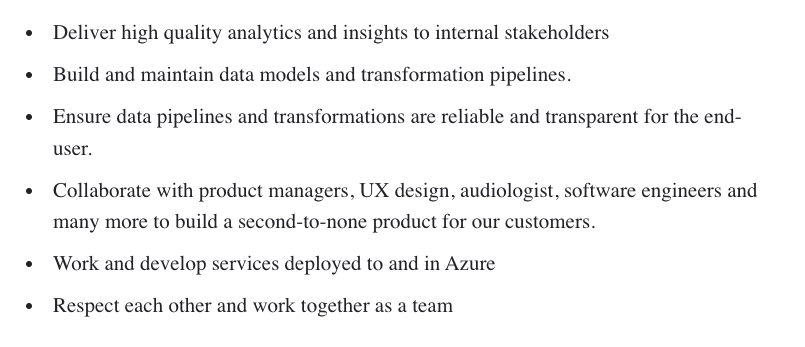 • Deliver high quality analytics and insights to internal stakeholders
• Build and maintain data models and transformation pipelines.
• Ensure data pipelines and transformations are reliable and transparent for the end-
user.
• Collaborate with product managers, UX design, audiologist, software engineers and
many more to build a second-to-none product for our customers.
• Work and develop services deployed to and in Azure
• Respect each other and work together as a team